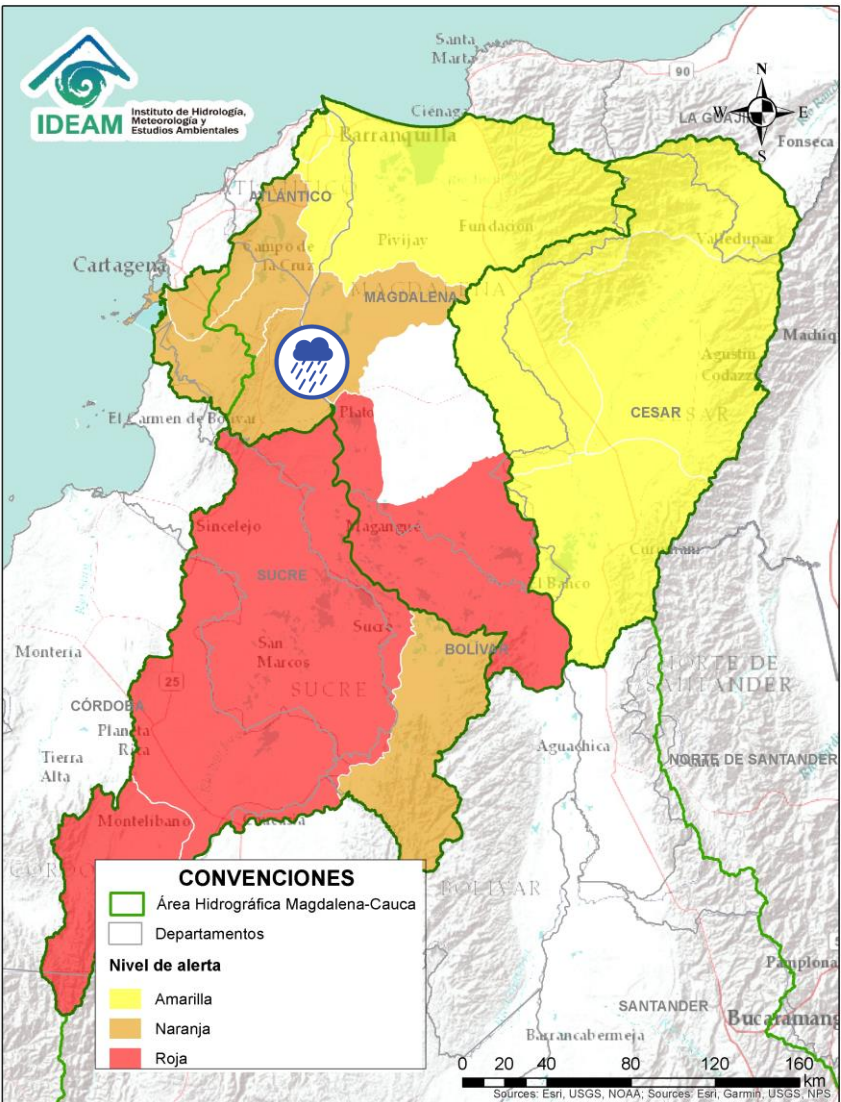 IDEAM
Instituto de Hidrología,
Meteorología y
Estudios Ambientales
Santa
Marta
90
N
W
E
S
LA GUAJIRA
Ciénaga
Barranquilla
Fonseca
ATLÁNTICO
ATLÁNTICO
Fundación
Valledupar
Pivijay
Campo de
la Cruz
Cartagena
MAGDALENA
MAGDALENA
Agustín
Codazzi
El Carmen de Bolívar
Plato
CESAR
CESAR
Sincelejo
Magangué
SUCRE
El Banco
Sucre
San
Marcos
BOLÍVAR
Montería
SUCRE
25
NORTE DE
SANTANDER
CÓRDOBA
Planeta
Rica
Tierra
Alta
Aguachica
NORTE DE SANTANDER
Montelíbano
BOLÍVAR
Pamplona
SANTANDER
Bucaramang
Barrancabermeja
CONVENCIONES
Área Hidrográfica Magdalena-Cauca
Departamentos
Nivel de alerta
Amarilla
Naranja
Roja
0 20 40 80 120 160
km
Sources: Esri, USGS, NOAA; Sources: Esri, Garmin, USGS, NPS